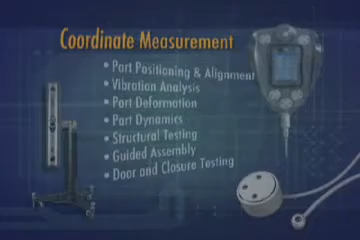 Coordinate Measurement
• Part Positioning & Alignment
• Vibration Analysis
• Part Deformation
• Part Dynamics
• Structural Testing
• Guided Assembly
• Door and Closure Testing